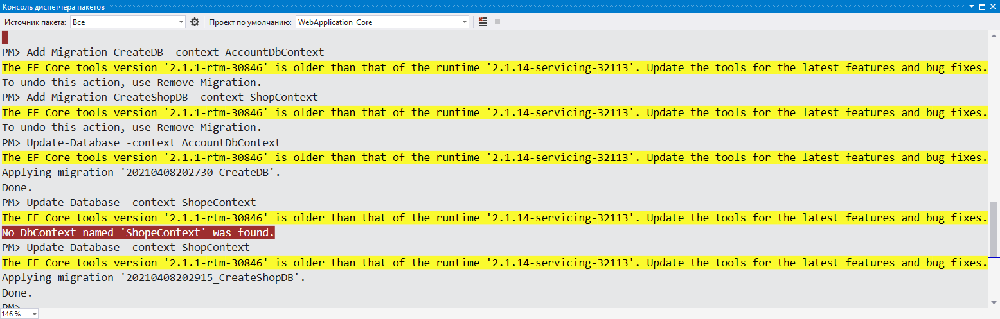 Консоль диспетчера пакетов
Источник пакета: Все Проект по умолчанию: WebApplication_Core
PM> Add-Migration CreateDB -context AccountDbContext
The EF Core tools version '2.1.1-rtm-30846' is older than that of the runtime '2.1.14-servicing-32113'. Update the tools for the latest features and bug fixes.
To undo this action, use Remove-Migration.
PM> Add-Migration CreateShopDB -context ShopContext
The EF Core tools version '2.1.1-rtm-30846' is older than that of the runtime '2.1.14-servicing-32113'. Update the tools for the latest features and bug fixes.
To undo this action, use Remove-Migration.
PM> Update-Database -context AccountDbContext
The EF Core tools version '2.1.1-rtm-30846' is older than that of the runtime '2.1.14-servicing-32113'. Update the tools for the latest features and bug fixes.
Applying migration '20210408202730_CreateDB'.
Done.
PM> Update-Database -context ShopeContext
The EF Core tools version '2.1.1-rtm-30846' is older than that of the runtime '2.1.14-servicing-32113'. Update the tools for the latest features and bug fixes.
No DbContext named 'ShopeContext' was found.
PM> Update-Database -context ShopContext
The EF Core tools version '2.1.1-rtm-30846' is older than that of the runtime '2.1.14-servicing-32113'. Update the tools for the latest features and bug fixes.
Applying migration '20210408202915_CreateShopDB'.
Done.
PM>
146 %